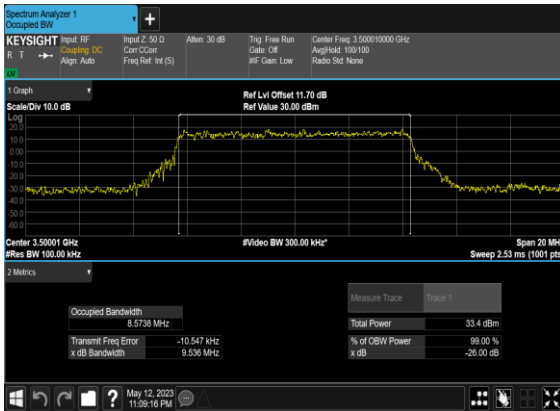 Spectrum Analyzer 1
Occupied BW
KEYSIGHT
R T
Input: RF
Coupling: DC
Align: Auto
Input Z: 50 Ω
Corr CCorr
Freq Ref: Int (S)
Atten: 30 dB
Trig: Free Run
Gate: Off
#IF Gain: Low
Center Freq: 3.500010000 GHz
Avg|Hold: 100/100
Radio Std: None
1 Graph
Scale/Div 10.0 dB
Ref Lvl Offset 11.70 dB
Ref Value 30.00 dBm
Log
20.0
10.0
0.00
-10.0
-20.0
-30.0
-40.0
-50.0
-60.0
Center 3.50001 GHz
#Res BW 100.00 kHz
#Video BW 300.00 kHz*
Span 20 MH
Sweep 2.53 ms (1001 pts
2 Metrics
Occupied Bandwidth
8.5738 MHz
Transmit Freq Error -10.547 kHz
x dB Bandwidth 9.536 MHz
Measure Trace Trace 1
Total Power 33.4 dBm
% of OBW Power 99.00 %
x dB -26.00 dB
May 12, 2023
11:09:16 PM